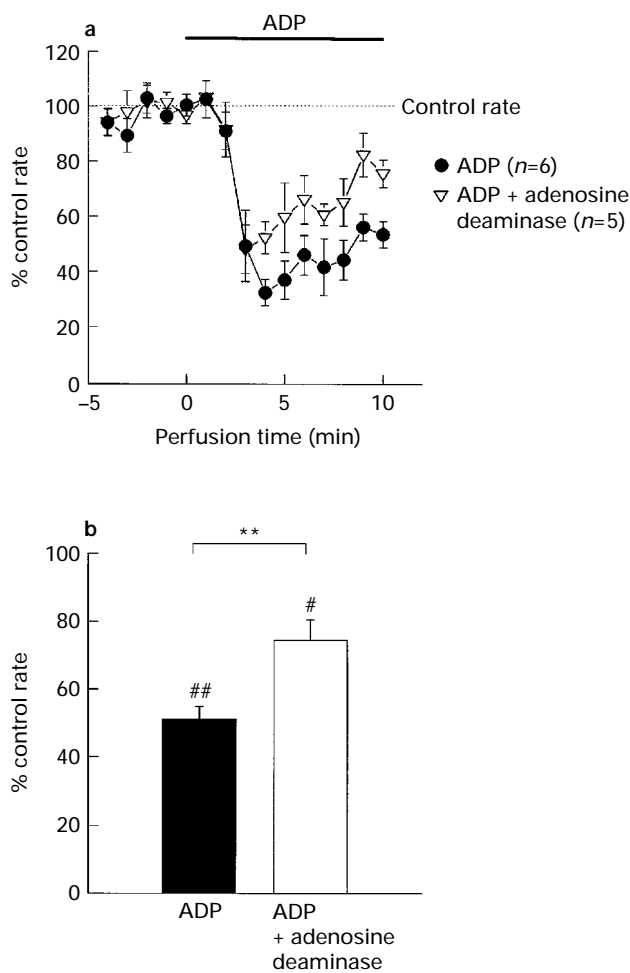 ADP
a
120
100
80
60
40
20
0
% control rate
Control rate
ADP (n=6)
ADP + adenosine
deaminase (n=5)
−5
0
5
10
Perfusion time (min)
b
**
100
80
60
40
20
0
% control rate
##
#
ADP
ADP
+ adenosine
deaminase